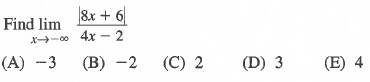 Find lim x→−∞ |8x + 6| / 4x − 2
(A) −3 (B) −2 (C) 2 (D) 3 (E) 4